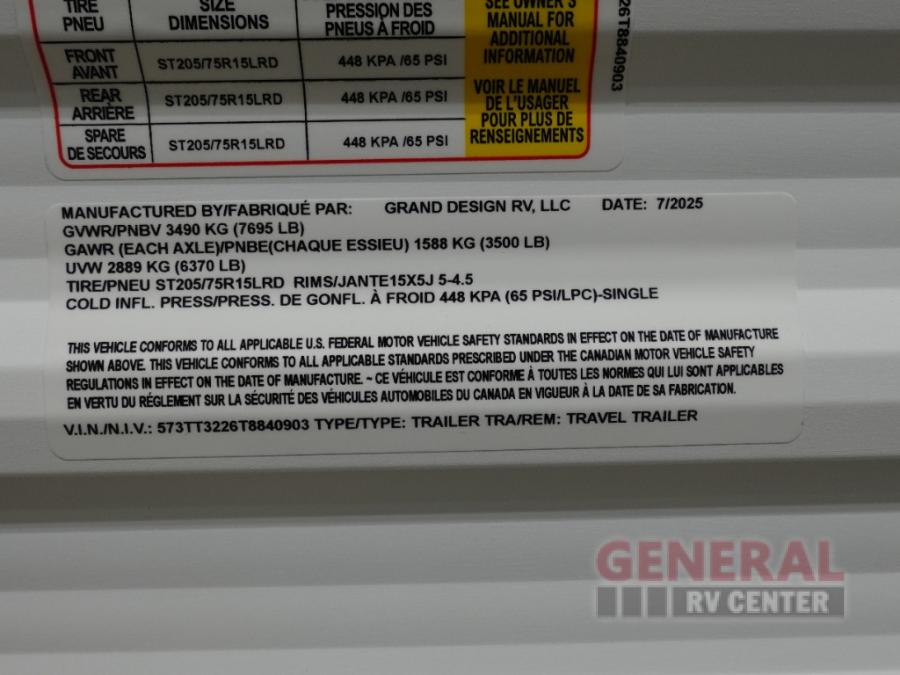 TIRE SIZE SEE OWNER'S
PNEU DIMENSIONS PRESSION DES PNEUS À FROID MANUAL FOR
ADDITIONAL
INFORMATION
FRONT
AVANT ST205/75R15LRD 448 KPA /65 PSI
REAR
ARRIÈRE ST205/75R15LRD 448 KPA /65 PSI
SPARE
DE SECOURS ST205/75R15LRD 448 KPA /65 PSI
VOIR LE MANUEL
DE L'USAGER
POUR PLUS DE
RENSEIGNEMENTS
26T8840903
MANUFACTURED BY/FABRIQUÉ PAR: GRAND DESIGN RV, LLC DATE: 7/2025
GVWR/PNBV 3490 KG (7695 LB)
GAWR (EACH AXLE)/PNBE(CHAQUE ESSIEU) 1588 KG (3500 LB)
UVW 2889 KG (6370 LB)
TIRE/PNEU ST205/75R15LRD RIMS/JANTE15X5J 5-4.5
COLD INFL. PRESS/PRESS. DE GONFL. À FROID 448 KPA (65 PSI/LPC)-SINGLE
THIS VEHICLE CONFORMS TO ALL APPLICABLE U.S. FEDERAL MOTOR VEHICLE SAFETY STANDARDS IN EFFECT ON THE DATE OF MANUFACTURE
SHOWN ABOVE. THIS VEHICLE CONFORMS TO ALL APPLICABLE STANDARDS PRESCRIBED UNDER THE CANADIAN MOTOR VEHICLE SAFETY
REGULATIONS IN EFFECT ON THE DATE OF MANUFACTURE. ~ CE VÉHICULE EST CONFORME À TOUTES LES NORMES QUI LUI SONT APPLICABLES
EN VERTU DU RÉGLEMENT SUR LA SÉCURITÉ DES VÉHICULES AUTOMOBILES DU CANADA EN VIGUEUR À LA DATE DE SA FABRICATION.
V.I.N./N.I.V.: 573TT3226T8840903 TYPE/TYPE: TRAILER TRA/REM: TRAVEL TRAILER
GENERAL
RV CENTER